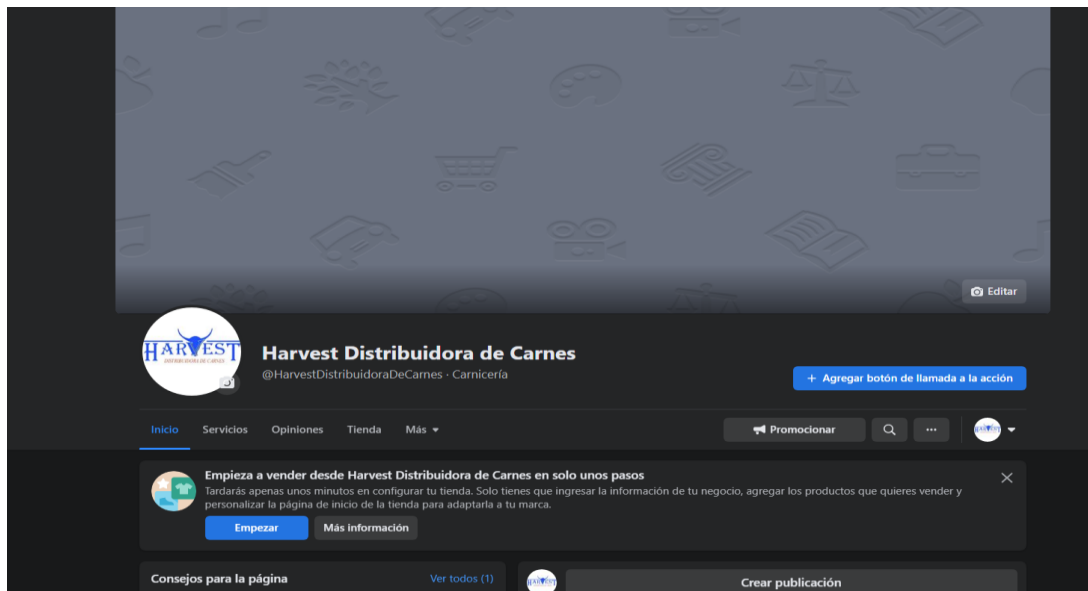 Editar
HARVEST
DISTRIBUIDORA DE CARNES
Harvest Distribuidora de Carnes
@HarvestDistribuidoraDeCarnes · Carnicería
+ Agregar botón de llamada a la acción
Inicio Servicios Opiniones Tienda Más
Promocionar ...
HARVEST
Empieza a vender desde Harvest Distribuidora de Carnes en solo unos pasos
Tardarás apenas unos minutos en configurar tu tienda. Solo tienes que ingresar la información de tu negocio, agregar los productos que quieres vender y
personalizar la página de inicio de la tienda para adaptarla a tu marca.
Empezar Más información
Consejos para la página Ver todos (1)
HARVEST
Crear publicación